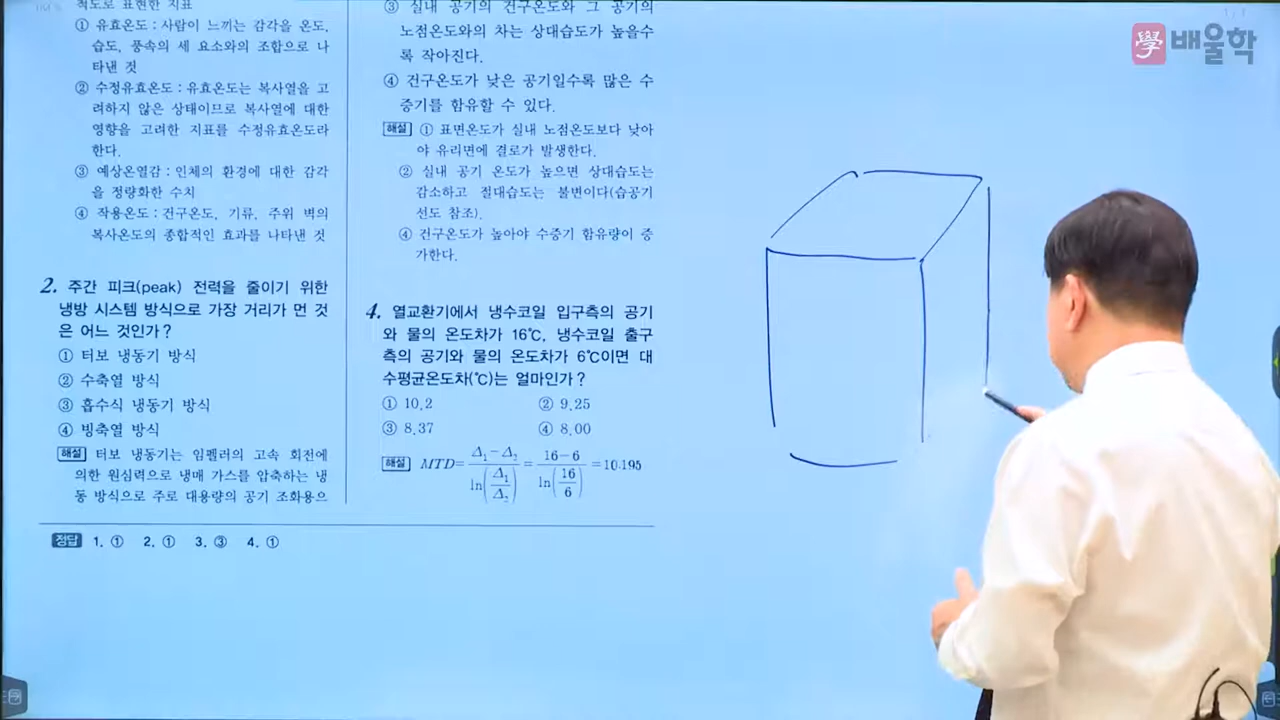 척도로 표현한 지표
① 유효온도 : 사람이 느끼는 감각을 온도,
습도, 풍속의 세 요소와의 조합으로 나
타낸 것
② 수정유효온도 : 유효온도는 복사열을 고
려하지 않은 상태이므로 복사열에 대한
영향을 고려한 지표를 수정유효온도라
한다.
③ 예상온열감 : 인체의 환경에 대한 감각
을 정량화한 수치
④ 작용온도 : 건구온도, 기류, 주위 벽의
복사온도의 종합적인 효과를 나타낸 것
2. 주간 피크(peak) 전력을 줄이기 위한
냉방 시스템 방식으로 가장 거리가 먼 것
은 어느 것인가?
① 터보 냉동기 방식
② 수축열 방식
③ 흡수식 냉동기 방식
④ 빙축열 방식
해설 터보 냉동기는 임펠러의 고속 회전에
의한 원심력으로 냉매 가스를 압축하는 냉
동 방식으로 주로 대용량의 공기 조화용으
③ 실내 공기의 건구온도와 그 공기의
노점온도와의 차는 상대습도가 높을수
록 작아진다.
④ 건구온도가 낮은 공기일수록 많은 수
증기를 함유할 수 있다.
해설 ① 표면온도가 실내 노점온도보다 낮아
야 유리면에 결로가 발생한다.
② 실내 공기 온도가 높으면 상대습도는
감소하고 절대습도는 불변이다(습공기
선도 참조).
④ 건구온도가 높아야 수증기 함유량이 증
가한다.
4. 열교환기에서 냉수코일 입구측의 공기
와 물의 온도차가 16℃, 냉수코일 출구
측의 공기와 물의 온도차가 6℃이면 대
수평균온도차(℃)는 얼마인가?
① 10.2 ② 9.25
③ 8.37 ④ 8.00
해설 MTD=(Δ₁−Δ₂)/ln(Δ₁/Δ₂)=(16−6)/ln(16/6)=10.195
정답 1. ① 2. ① 3. ③ 4. ①
學 배울학